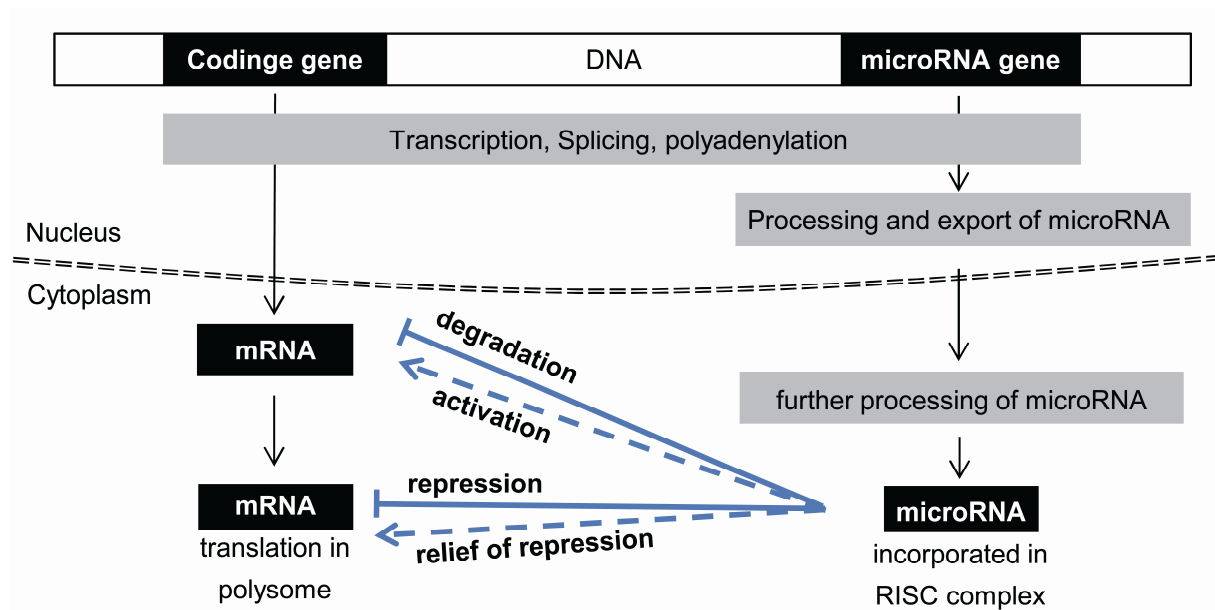 Codinge gene
DNA
microRNA gene
Transcription, Splicing, polyadenylation
Processing and export of microRNA
Nucleus
Cytoplasm
mRNA
degradation
activation
further processing of microRNA
repression
mRNA
microRNA
relief of repression
translation in
polysome
incorporated in
RISC complex